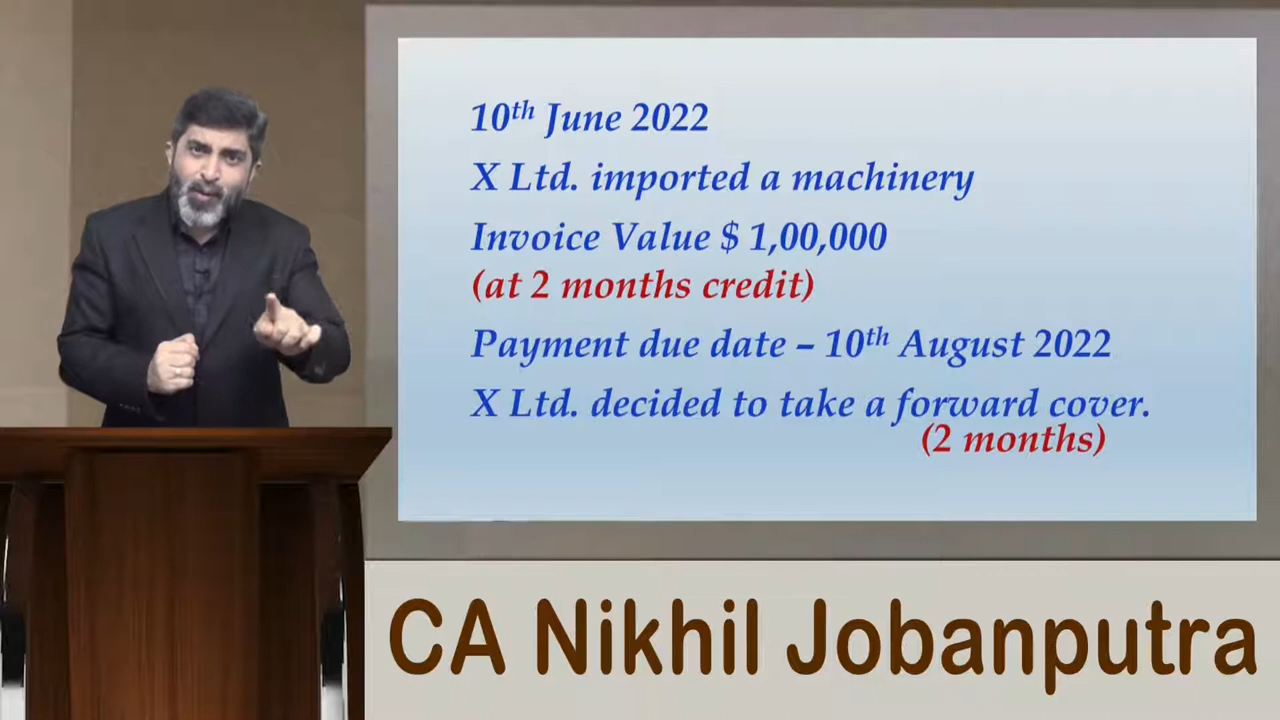 10th June 2022
X Ltd. imported a machinery
Invoice Value $ 1,00,000
(at 2 months credit)
Payment due date – 10th August 2022
X Ltd. decided to take a forward cover.
(2 months)
CA Nikhil Jobanputra